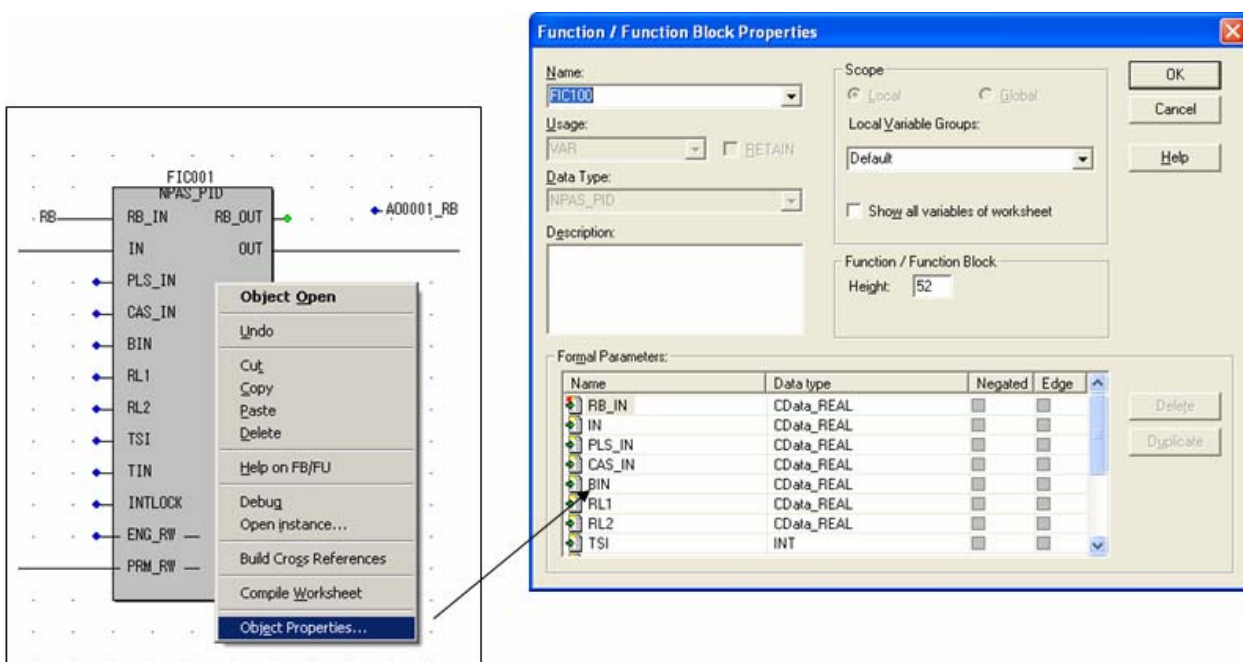 FIC001
NPAS_PID
RB
RB_IN
RB_OUT
AO0001_RB
IN
OUT
PLS_IN
CAS_IN
BIN
RL1
RL2
TSI
TIN
INTLOCK
ENG_RW
PRM_RW
Object Open
Undo
Cut
Copy
Paste
Delete
Help on FB/FU
Debug
Open instance...
Build Cross References
Compile Worksheet
Object Properties...
Function / Function Block Properties
Name:
FIC100
Usage:
VAR
RETAIN
Data Type:
NPAS_PID
Description:
Scope
Local
Global
Local Variable Groups:
Default
Show all variables of worksheet
Function / Function Block
Height: 52
OK
Cancel
Help
Formal Parameters:
Name Data type Negated Edge
RB_IN CData_REAL
IN CData_REAL
PLS_IN CData_REAL
CAS_IN CData_REAL
BIN CData_REAL
RL1 CData_REAL
RL2 CData_REAL
TSI INT
Delete
Duplicate